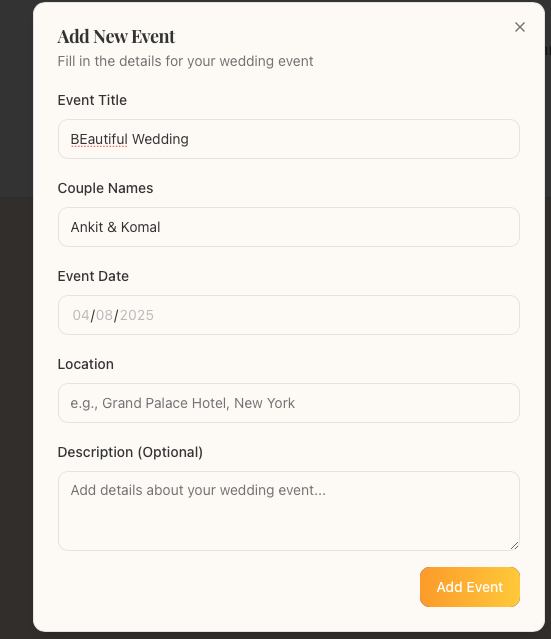 Add New Event
Fill in the details for your wedding event
Event Title
BEautiful Wedding
Couple Names
Ankit & Komal
Event Date
04/08/2025
Location
e.g., Grand Palace Hotel, New York
Description (Optional)
Add details about your wedding event...
Add Event